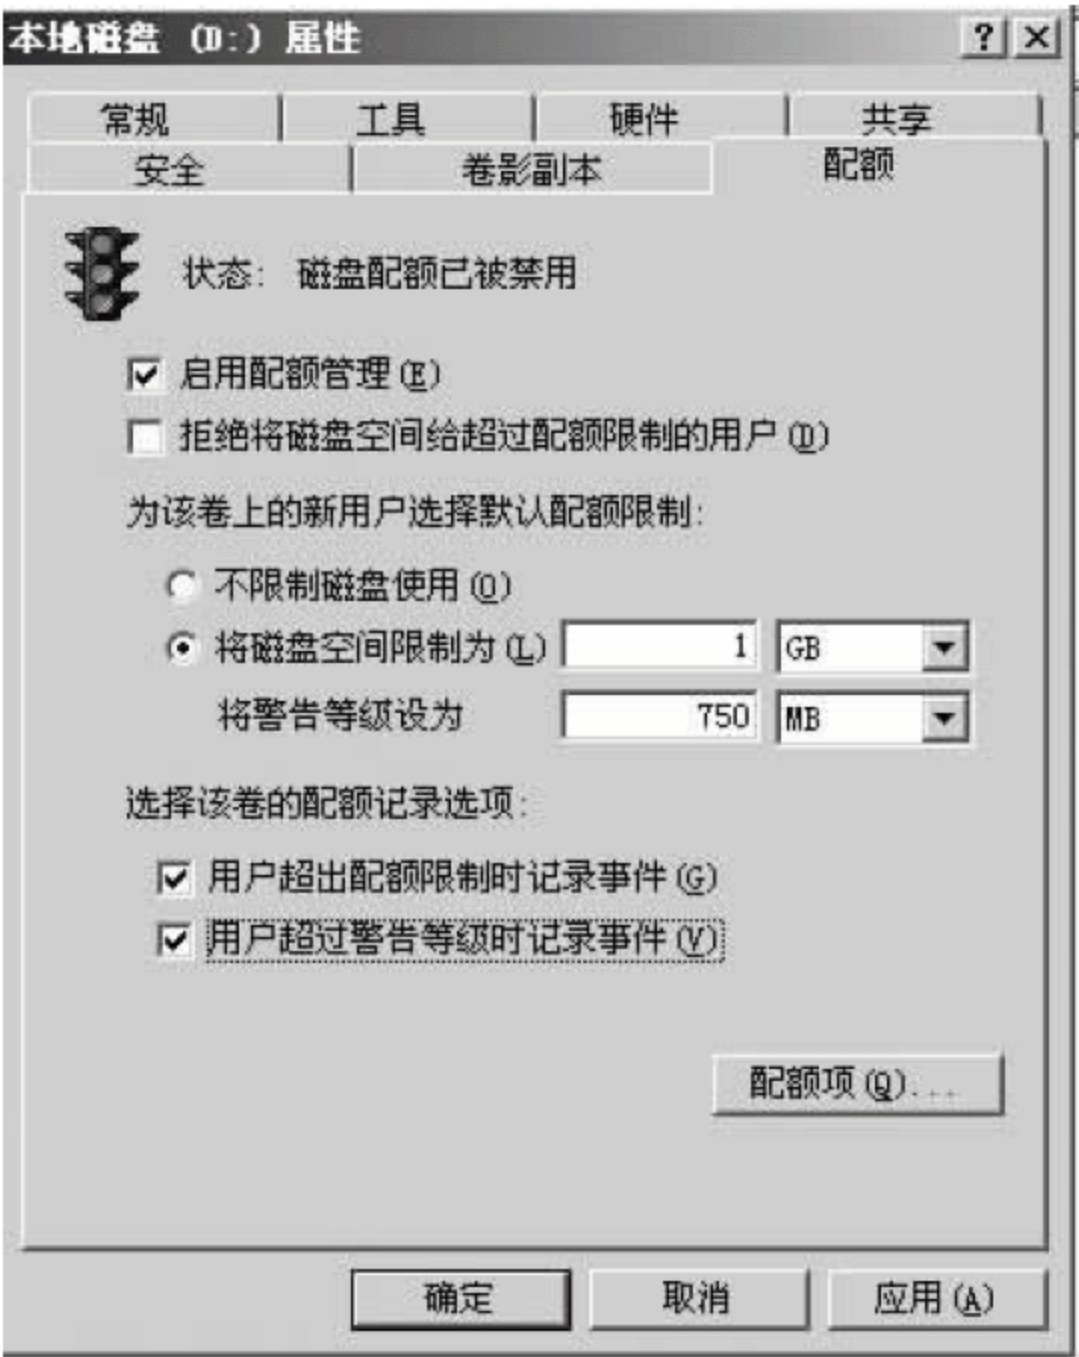 本地磁盘 (D:) 属性
常规 工具 硬件 共享
安全 卷影副本 配额
状态: 磁盘配额已被禁用
启用配额管理(E)
拒绝将磁盘空间给超过配额限制的用户(D)
为该卷上的新用户选择默认配额限制:
不限制磁盘使用(O)
将磁盘空间限制为(L) 1 GB
将警告等级设为 750 MB
选择该卷的配额记录选项:
用户超出配额限制时记录事件(G)
用户超过警告等级时记录事件(V)
配额项(Q)...
确定 取消 应用(A)